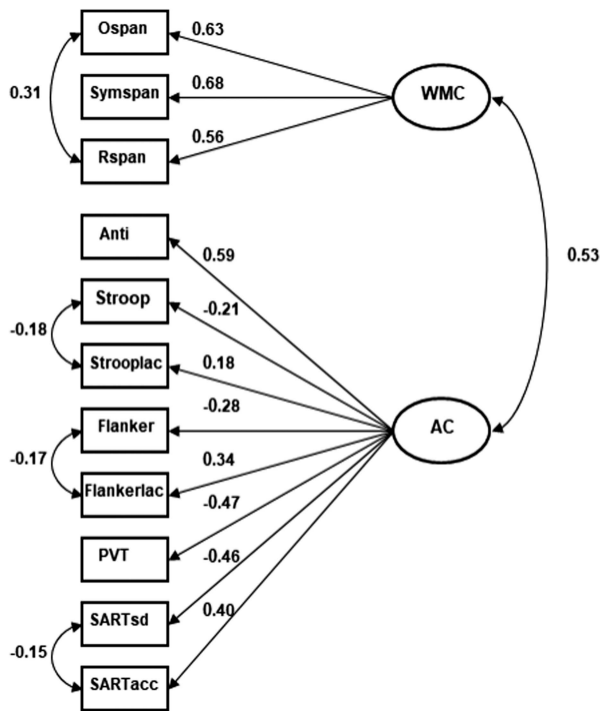 Ospan
0.63
0.31
Symspan
0.68
WMC
Rspan
0.56
Anti
0.59
0.53
Stroop
-0.21
-0.18
Strooplac
0.18
Flanker
-0.28
AC
-0.17
Flankerlac
0.34
PVT
-0.47
SARTsd
-0.46
-0.15
SARTacc
0.40